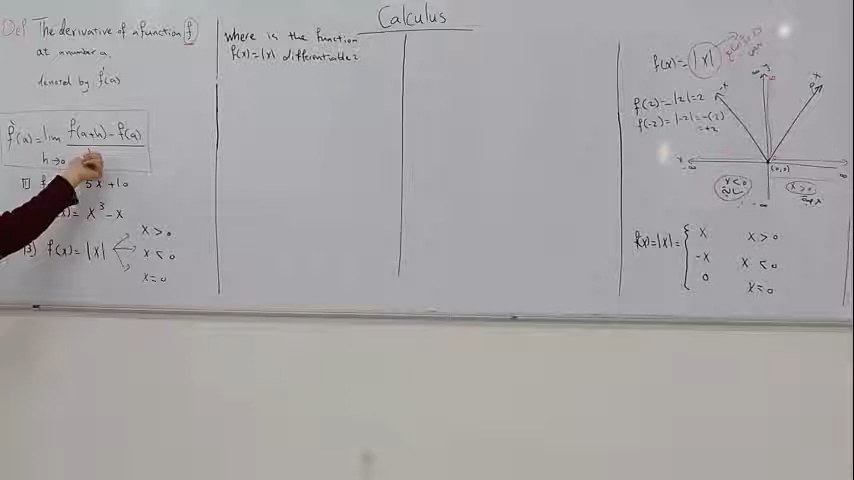 Calculus
Def The derivative of a function f
at a number a,
denoted by f'(a)
f'(a) = lim f(a+h) - f(a)
h→0
5x+10
x³ - x
f(x) = |x|
x > 0
x < 0
x = 0
where is the function
f(x) = |x| differentiable?
f(x) = |x|
f(2) = |2| = 2
f(-2) = |-2| = -(-2)
= +2
-x
x
y
∞
x
-∞
(0,0)
∞
x < 0
x > 0
-∞
f(x) = |x| = { x x > 0
-x x < 0
0 x = 0